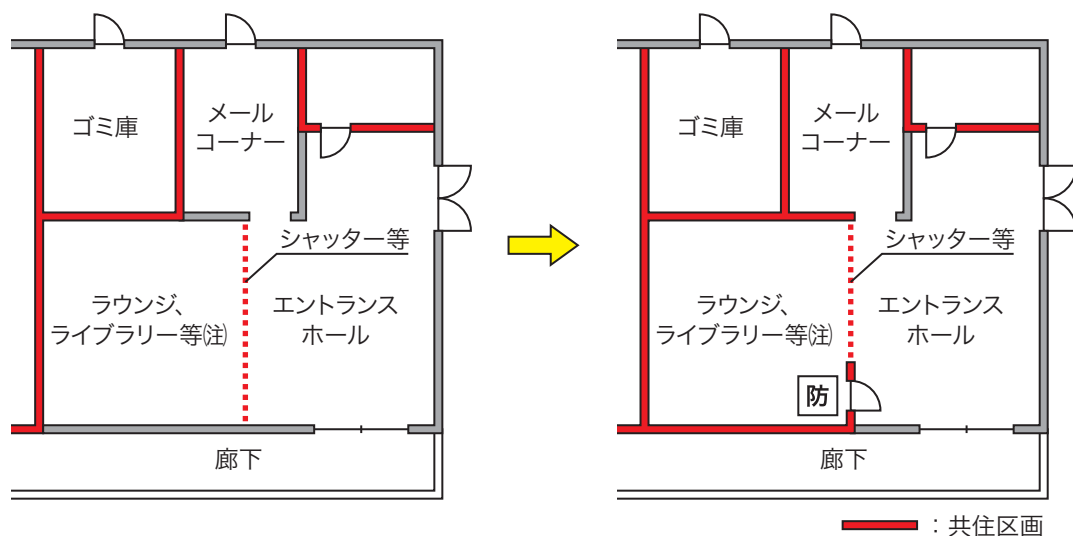 ゴミ庫
メール
コーナー
シャッター等
ラウンジ、
ライブラリー等㊟
エントランス
ホール
廊下
ゴミ庫
メール
コーナー
シャッター等
ラウンジ、
ライブラリー等㊟
エントランス
ホール
防
廊下
：共住区画